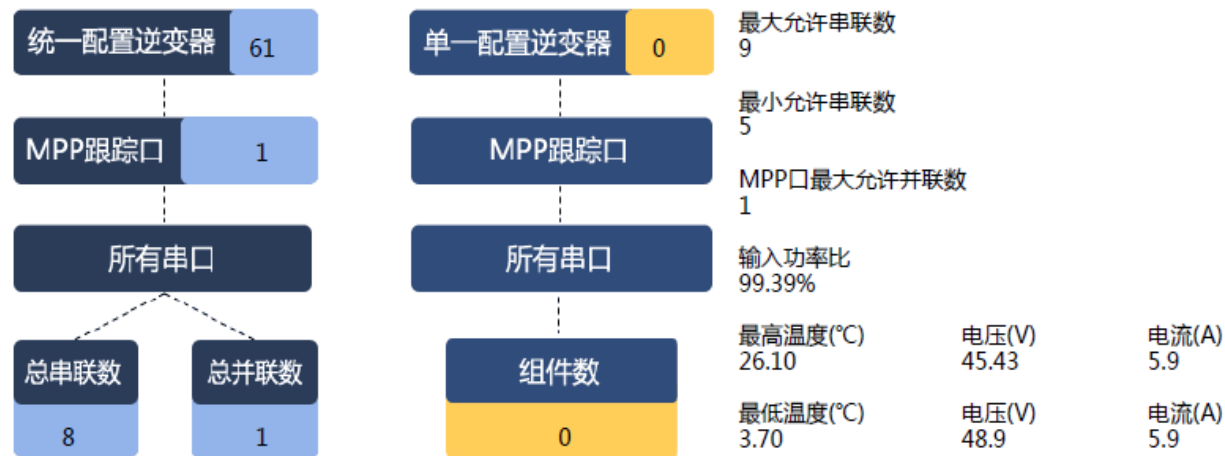 统一配置逆变器 61
MPP跟踪口 1
所有串口
总串联数 总并联数
8 1
单一配置逆变器 0
MPP跟踪口
所有串口
组件数
0
最大允许串联数
9
最小允许串联数
5
MPP口最大允许并联数
1
输入功率比
99.39%
最高温度(℃) 电压(V) 电流(A)
26.10 45.43 5.9
最低温度(℃) 电压(V) 电流(A)
3.70 48.9 5.9